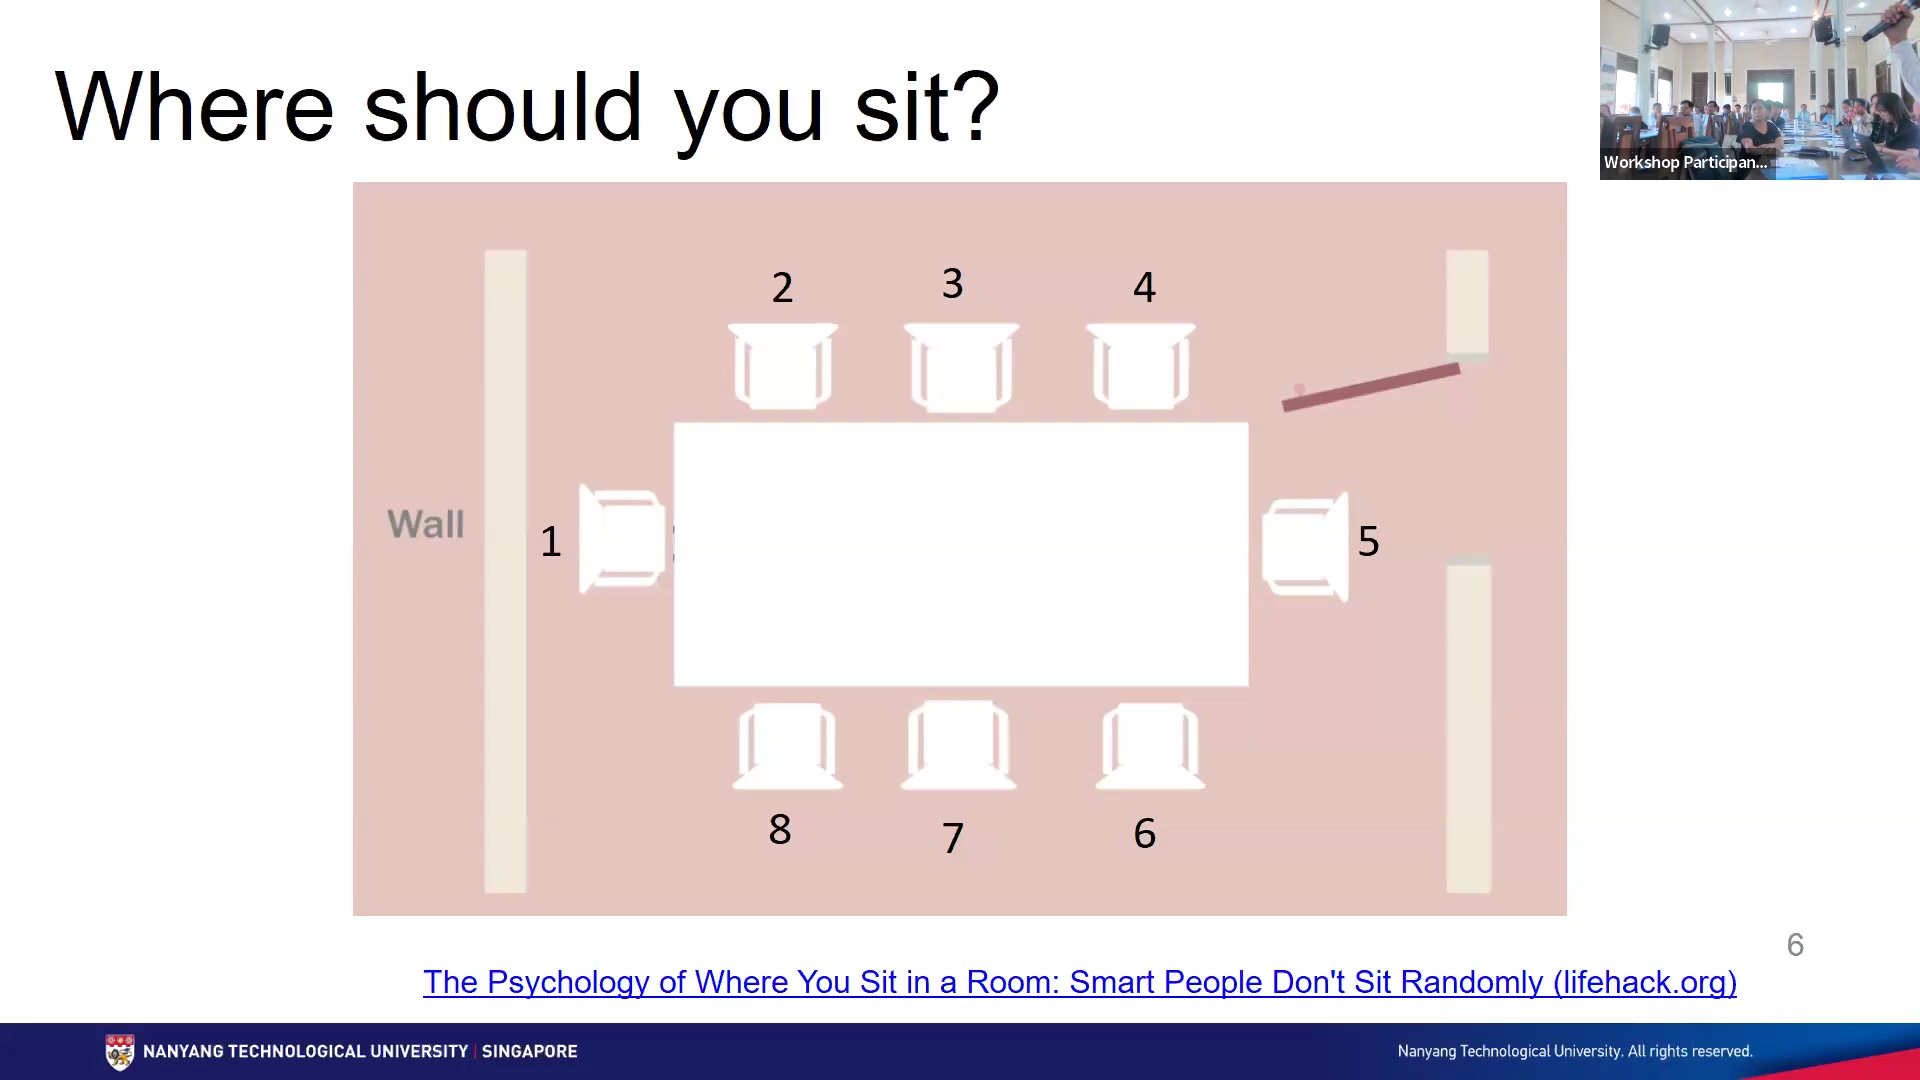 Where should you sit?
Workshop Participan...
2
3
4
Wall
1
5
8
7
6
6
The Psychology of Where You Sit in a Room: Smart People Don't Sit Randomly (lifehack.org)
NANYANG TECHNOLOGICAL UNIVERSITY | SINGAPORE
Nanyang Technological University. All rights reserved.